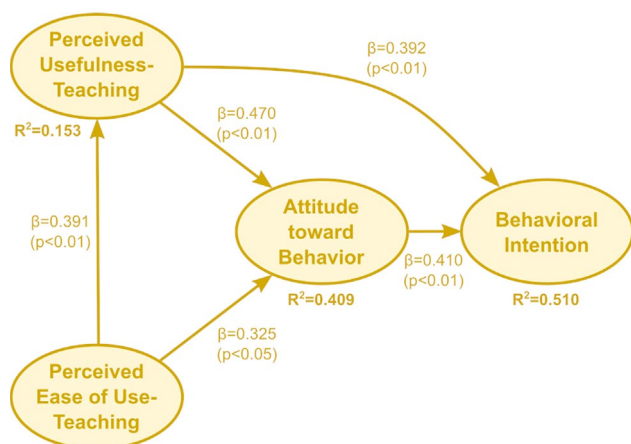 Perceived
Usefulness-
Teaching
R²=0.153
β=0.392
(p<0.01)
β=0.470
(p<0.01)
β=0.391
(p<0.01)
Attitude
toward
Behavior
R²=0.409
β=0.410
(p<0.01)
Behavioral
Intention
R²=0.510
β=0.325
(p<0.05)
Perceived
Ease of Use-
Teaching